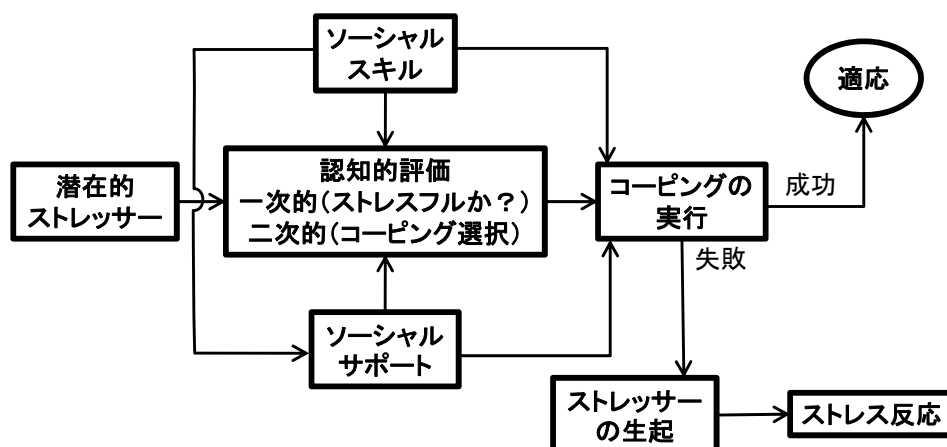 ソーシャル
スキル
適応
潜在的
ストレッサー
認知的評価
一次的（ストレスフルか？）
二次的（コーピング選択）
コーピングの
実行
成功
失敗
ソーシャル
サポート
ストレッサー
の生起
ストレス反応